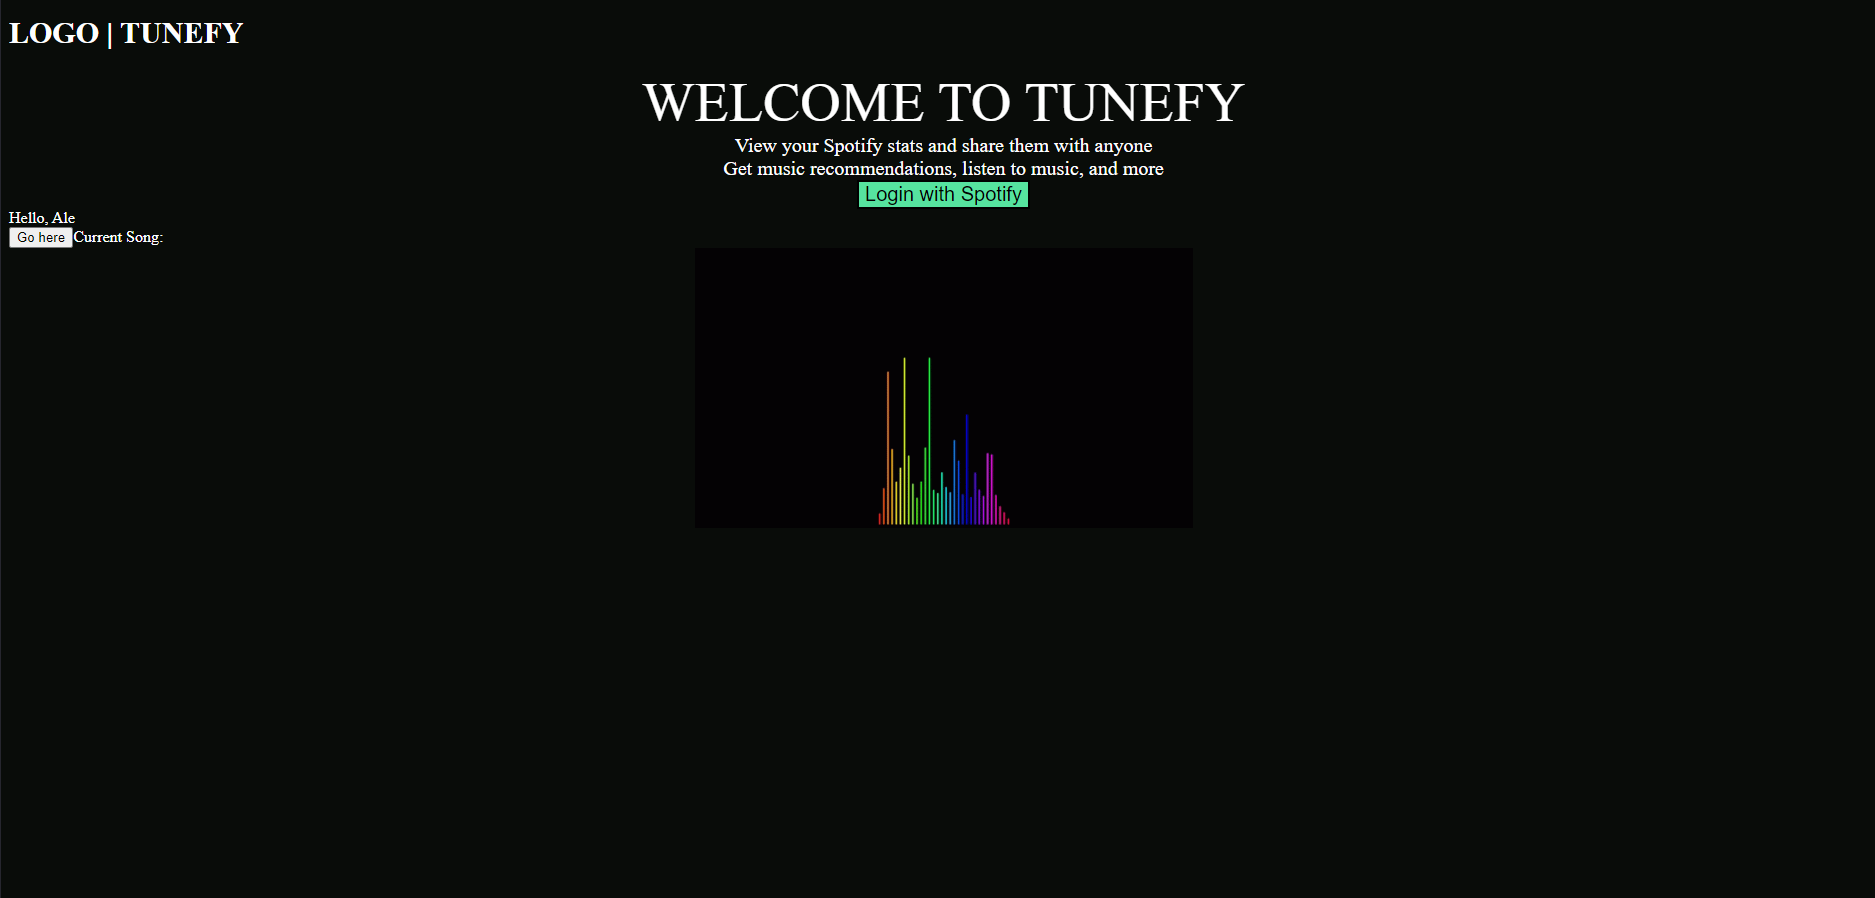 LOGO | TUNEFY
WELCOME TO TUNEFY
View your Spotify stats and share them with anyone
Get music recommendations, listen to music, and more
Login with Spotify
Hello, Ale
Go here Current Song: